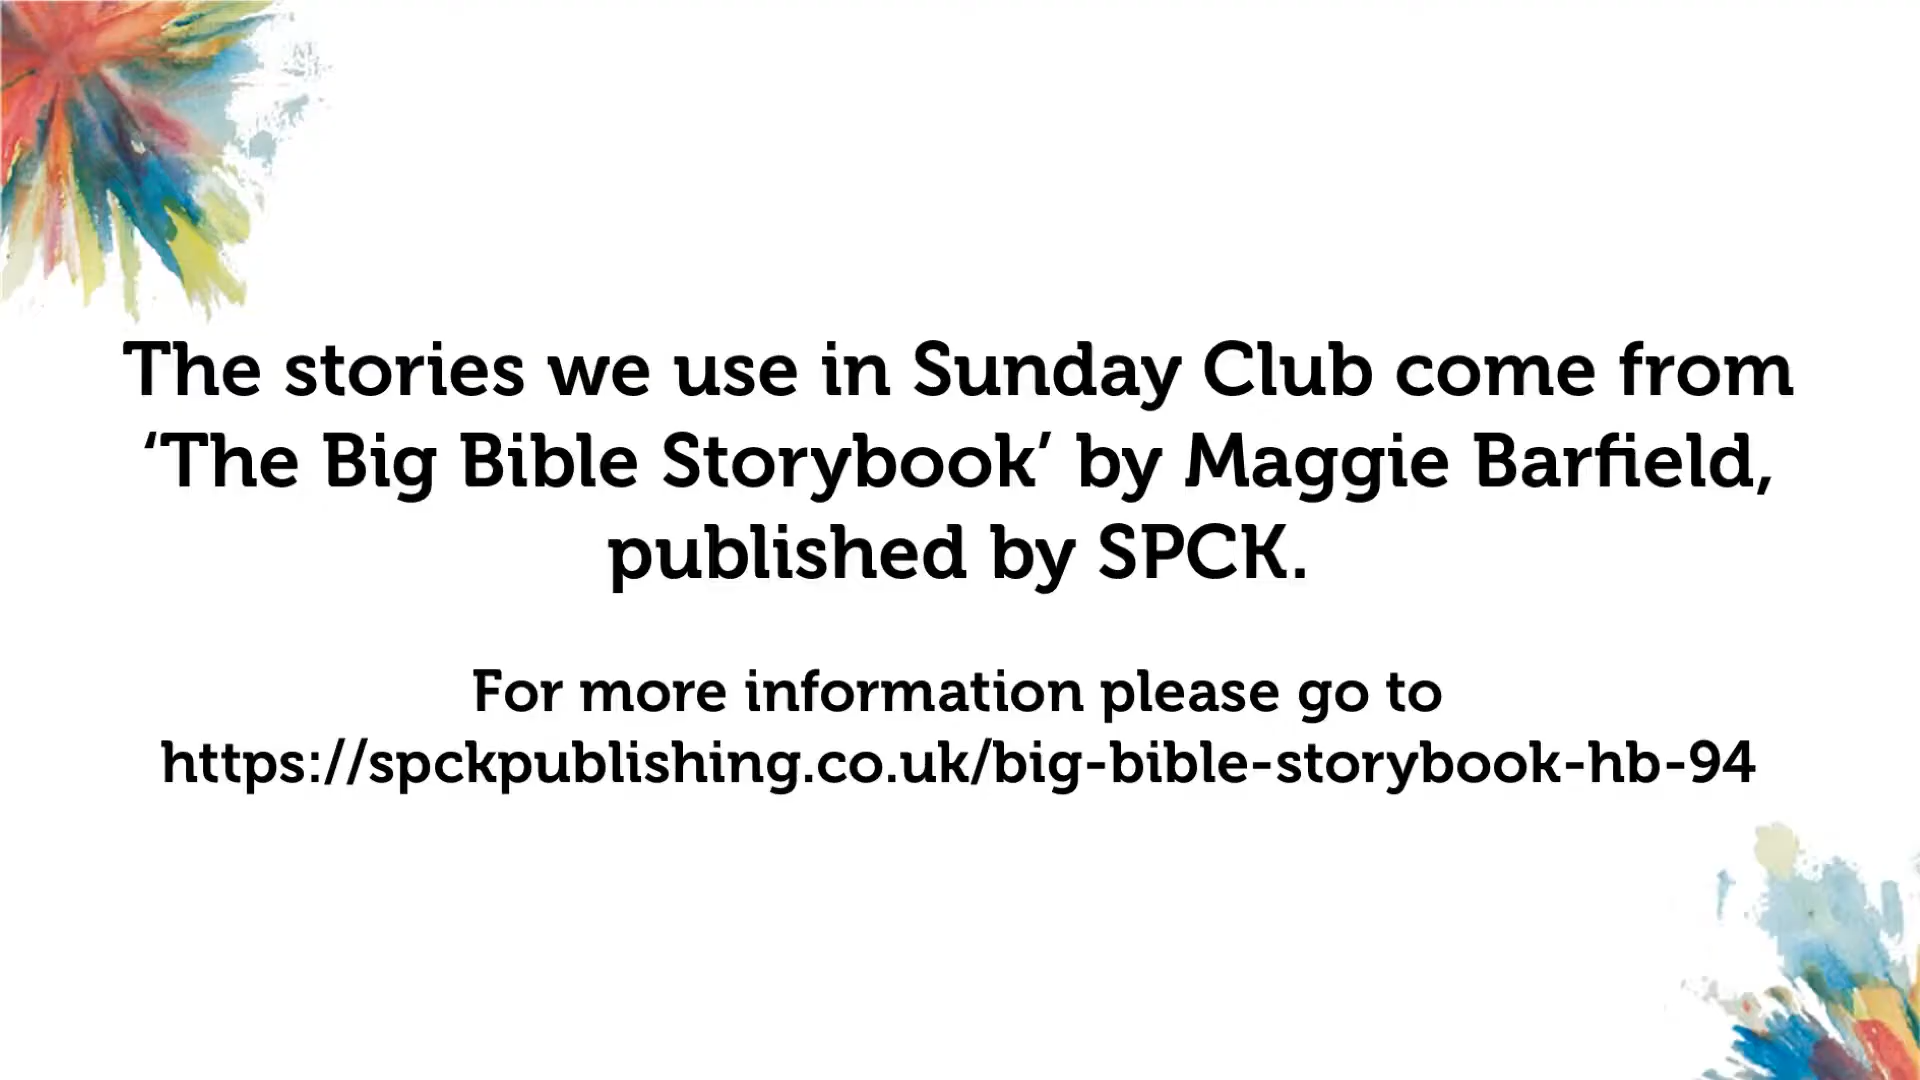 The stories we use in Sunday Club come from
‘The Big Bible Storybook’ by Maggie Barfield,
published by SPCK.
For more information please go to
https://spckpublishing.co.uk/big-bible-storybook-hb-94